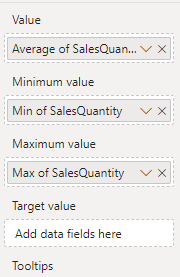 Value
Average of SalesQuan...
Minimum value
Min of SalesQuantity
Maximum value
Max of SalesQuantity
Target value
Add data fields here
Tooltips